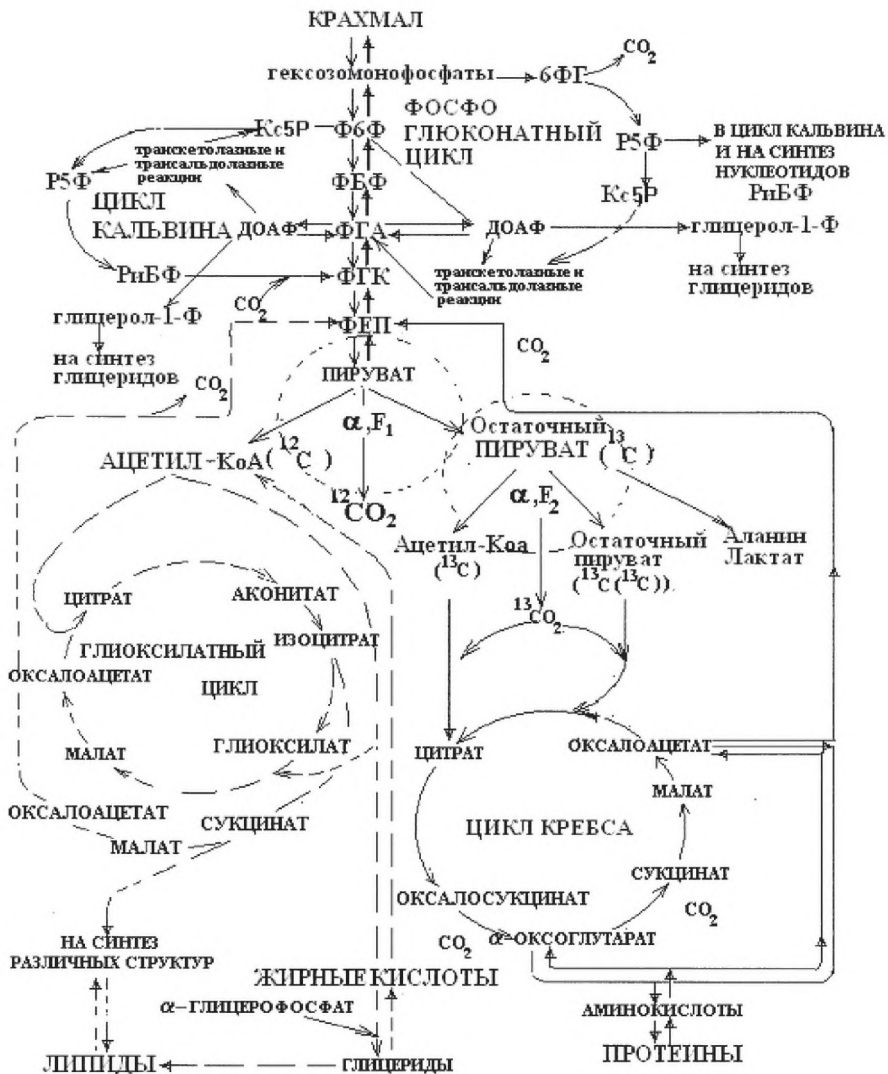 КРАХМАЛ
гексозомонофосфаты
6ФГ
CO2
ФОСФО
ГЛЮКОНАТНЫЙ
ЦИКЛ
Кс5Р
Ф6Ф
транскетолазные и
трансальдолазные
реакции
Р5Ф
В ЦИКЛ КАЛЬВИНА
И НА СИНТЕЗ
НУКЛЕОТИДОВ
РиБФ
Р5Ф
ФБФ
Кс5Р
ЦИКЛ
КАЛЬВИНА
ДОАФ
ФГА
ДОАФ
глицерол-1-Ф
на синтез
глицеридов
РиБФ
ФГК
транскетолазные и
трансальдолазные
реакции
CO2
глицерол-1-Ф
на синтез
глицеридов
ФЕП
CO2
CO2
ПИРУВАТ
α,F1
АЦЕТИЛ-КоА(12C )
12CO2
Остаточный
ПИРУВАТ (13C )
α,F2
Ацетил-Коа
(13C)
Остаточный
пируват
(13C(13C)).
Аланин
Лактат
13CO2
ЦИТРАТ
АКОНИТАТ
ИЗОЦИТРАТ
ГЛИОКСИЛАТНЫЙ
ЦИКЛ
ОКСАЛОАЦЕТАТ
МАЛАТ
ГЛИОКСИЛАТ
ОКСАЛОАЦЕТАТ
МАЛАТ
СУКЦИНАТ
ЦИТРАТ
ОКСАЛОАЦЕТАТ
МАЛАТ
ЦИКЛ КРЕБСА
СУКЦИНАТ
ОКСАЛОСУКЦИНАТ
CO2
CO2
α-ОКСОГЛУТАРАТ
НА СИНТЕЗ
РАЗЛИЧНЫХ СТРУКТУР
ЖИРНЫЕ КИСЛОТЫ
α-ГЛИЦЕРОФОСФАТ
АМИНОКИСЛОТЫ
ЛИПИДЫ
ГЛИЦЕРИДЫ
ПРОТЕИНЫ